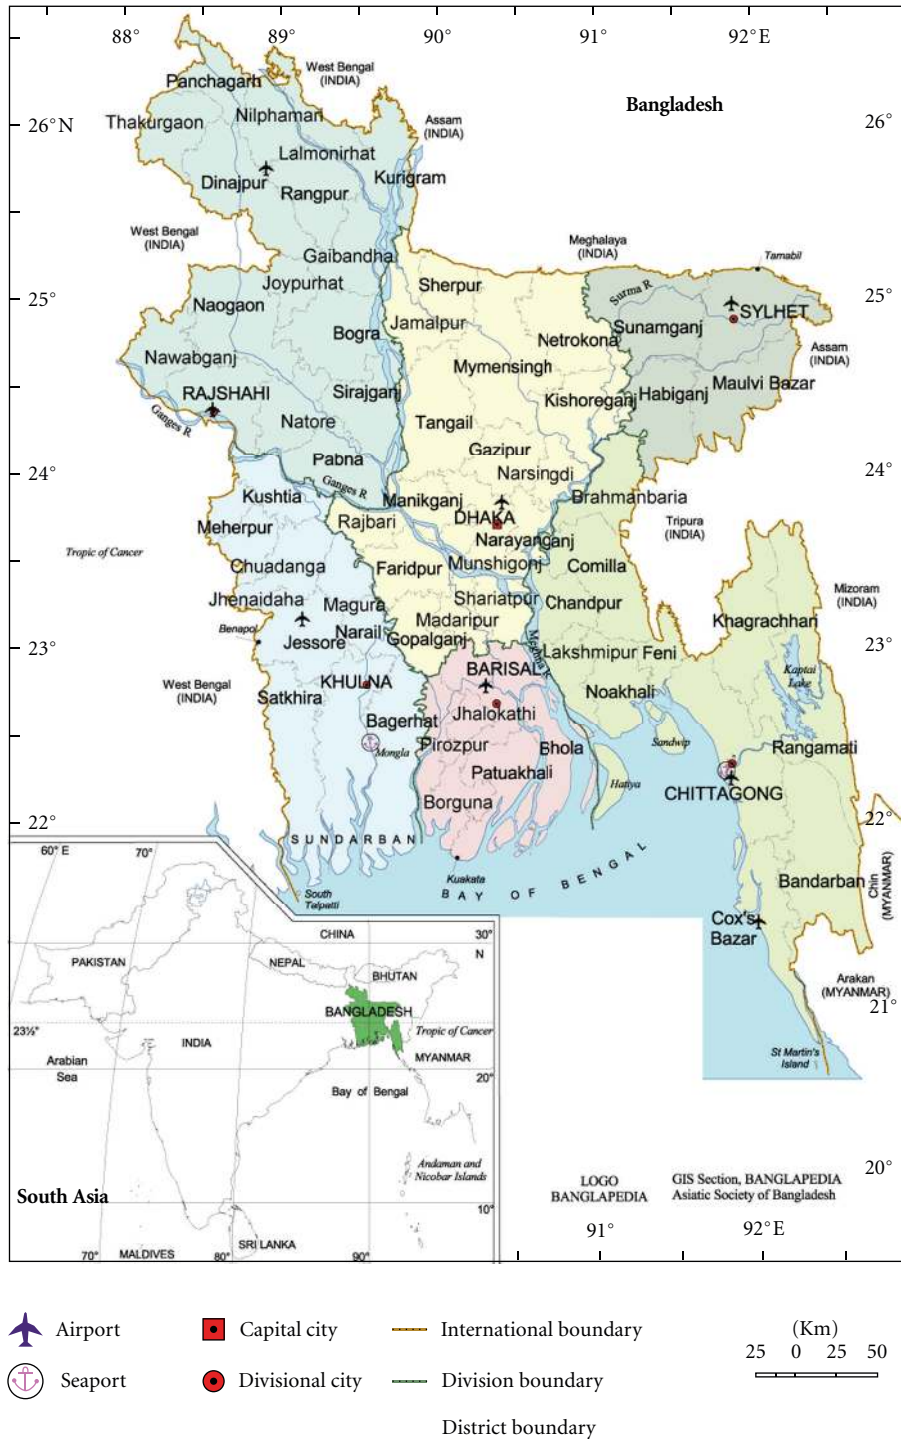 88°
89°
90°
91°
92°E
West Bengal
(INDIA)
Panchagarh
Bangladesh
26°N
Thakurgaon
Nilphamari
Assam
(INDIA)
26°
Lalmonirhat
Dinajpur
Rangpur
Kurigram
West Bengal
(INDIA)
Meghalaya
(INDIA)
Tamabil
Gaibandha
Joypurhat
Sherpur
25°
Naogaon
Surma R
SYLHET
25°
Bogra
Jamalpur
Sunamganj
Netrokona
Assam
(INDIA)
Nawabganj
Mymensingh
Maulvi Bazar
RAJSHAHI
Sirajganj
Kishoreganj
Habiganj
Ganges R
Natore
Tangail
Gazipur
Pabna
Narsingdi
24°
24°
Ganges R
Kushtia
Manikganj
Brahmanbaria
Meherpur
Rajbari
DHAKA
Tripura
(INDIA)
Narayanganj
Tropic of Cancer
Chuadanga
Faridpur
Munshigonj
Comilla
Mizoram
(INDIA)
Jhenaidaha
Magura
Shariatpur
Chandpur
Benapol
Narail
Madaripur
Khagrachhari
Jessore
Gopalganj
23°
Meghna R
Lakshmipur
Feni
23°
BARISAL
Kaptai
Lake
West Bengal
(INDIA)
KHULNA
Satkhira
Noakhali
Jhalokathi
Bagerhat
Mongla
Pirozpur
Bhola
Sandwip
Rangamati
Patuakhali
Hatiya
CHITTAGONG
Borguna
22°
22°
SUNDARBAN
BAY OF BENGAL
Kuakata
Bandarban
Chin
(MYANMAR)
South
Talpatti
Cox's
Bazar
Arakan
(MYANMAR)
21°
St Martin's
Island
60° E
70°
CHINA
30°
N
PAKISTAN
NEPAL
BHUTAN
BANGLADESH
23½°
INDIA
Tropic of Cancer
Arabian
Sea
MYANMAR
20°
Bay of Bengal
Andaman and
Nicobar Islands
South Asia
10°
70°
MALDIVES
80°
SRI LANKA
90°
20°
LOGO
BANGLAPEDIA
GIS Section, BANGLAPEDIA
Asiatic Society of Bangladesh
91°
92°E
Airport
Capital city
International boundary
(Km)
25 0 25 50
Seaport
Divisional city
Division boundary
District boundary